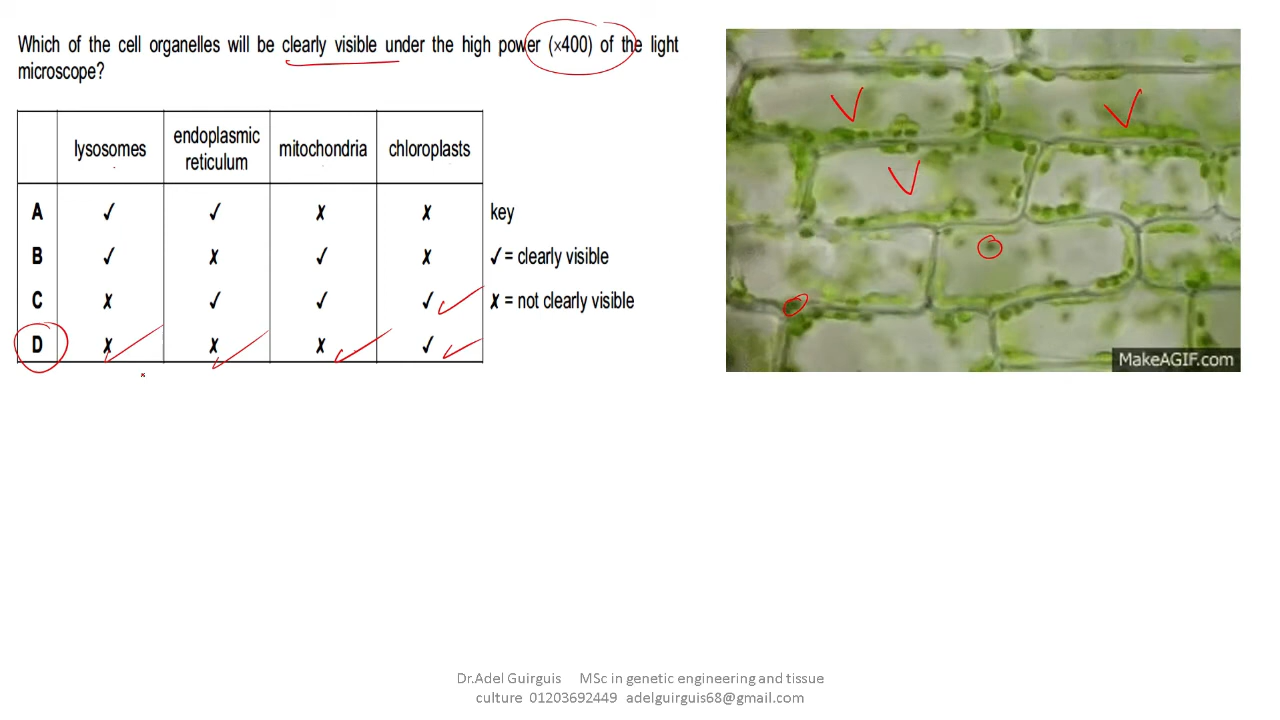 Which of the cell organelles will be clearly visible under the high power (×400) of the light
microscope?
lysosomes endoplasmic reticulum mitochondria chloroplasts
A ✓ ✓ ✗ ✗ key
B ✓ ✗ ✓ ✗ ✓= clearly visible
C ✗ ✓ ✓ ✓ ✗ = not clearly visible
D ✗ ✗ ✗ ✓
MakeAGIF.com
Dr.Adel Guirguis MSc in genetic engineering and tissue
culture 01203692449 adelguirguis68@gmail.com